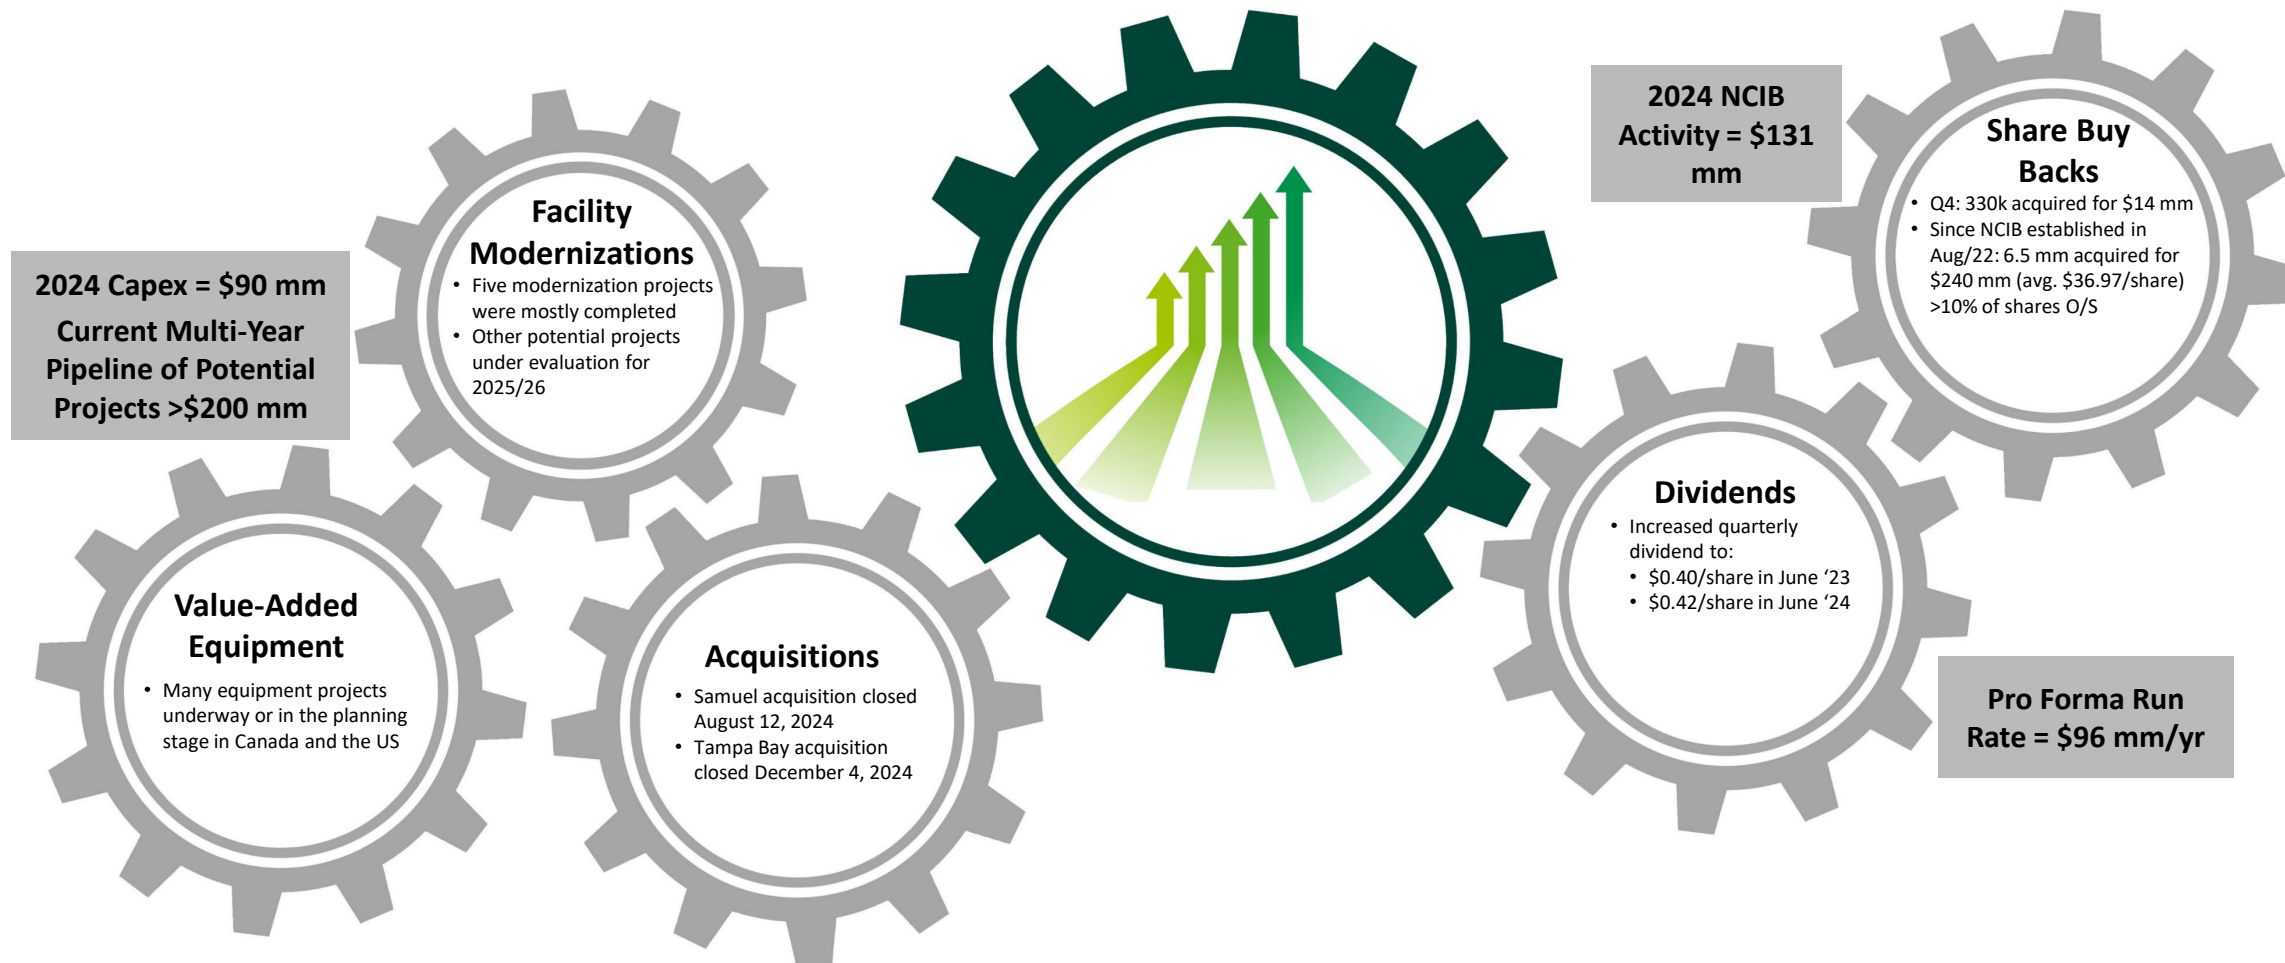 2024 Capex = $90 mm
Current Multi-Year
Pipeline of Potential
Projects >$200 mm
Facility
Modernizations
• Five modernization projects
were mostly completed
• Other potential projects
under evaluation for
2025/26
Value-Added
Equipment
• Many equipment projects
underway or in the planning
stage in Canada and the US
Acquisitions
• Samuel acquisition closed
August 12, 2024
• Tampa Bay acquisition
closed December 4, 2024
2024 NCIB
Activity = $131
mm
Share Buy
Backs
• Q4: 330k acquired for $14 mm
• Since NCIB established in
Aug/22: 6.5 mm acquired for
$240 mm (avg. $36.97/share)
>10% of shares O/S
Dividends
• Increased quarterly
dividend to:
• $0.40/share in June ‘23
• $0.42/share in June ‘24
Pro Forma Run
Rate = $96 mm/yr